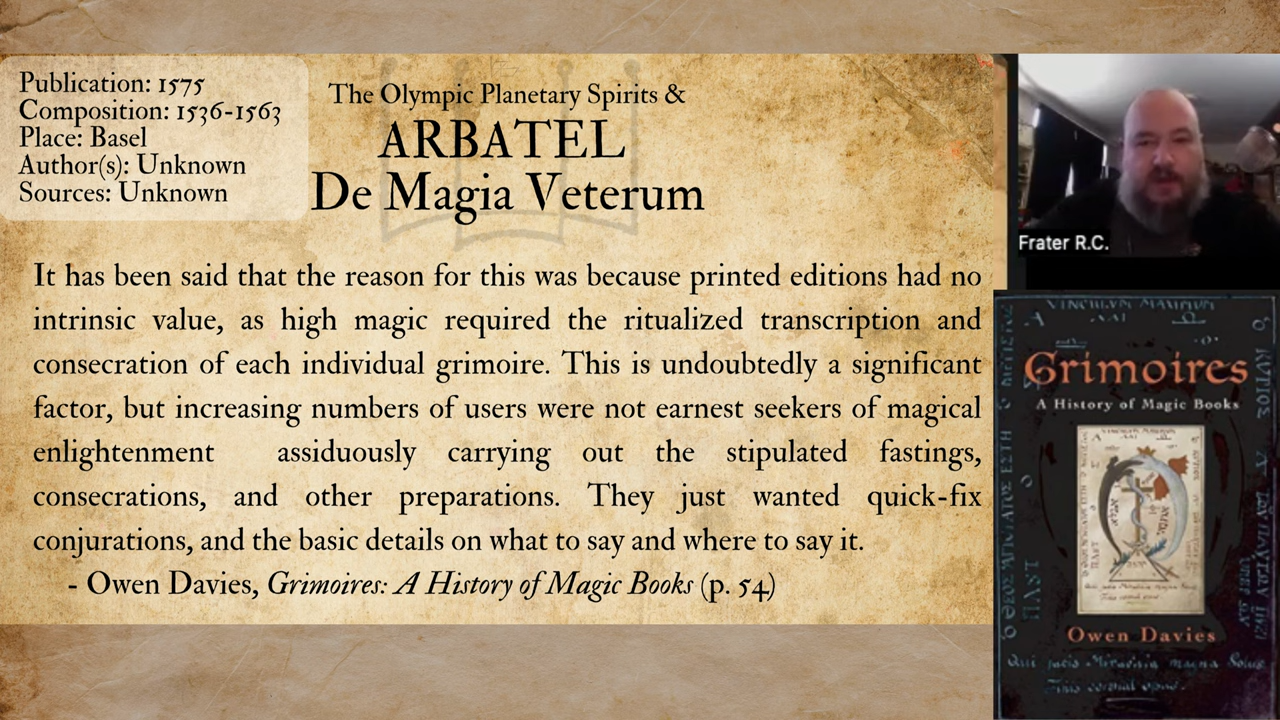 Publication: 1575
Composition: 1536-1563
Place: Basel
Author(s): Unknown
Sources: Unknown
The Olympic Planetary Spirits &
ARBATEL
De Magia Veterum
It has been said that the reason for this was because printed editions had no
intrinsic value, as high magic required the ritualized transcription and
consecration of each individual grimoire. This is undoubtedly a significant
factor, but increasing numbers of users were not earnest seekers of magical
enlightenment assiduously carrying out the stipulated fastings,
consecrations, and other preparations. They just wanted quick-fix
conjurations, and the basic details on what to say and where to say it.
- Owen Davies, Grimoires: A History of Magic Books (p. 54)
Frater R.C.
VINCULUM MAXIMUM
Grimoires
A History of Magic Books
Owen Davies